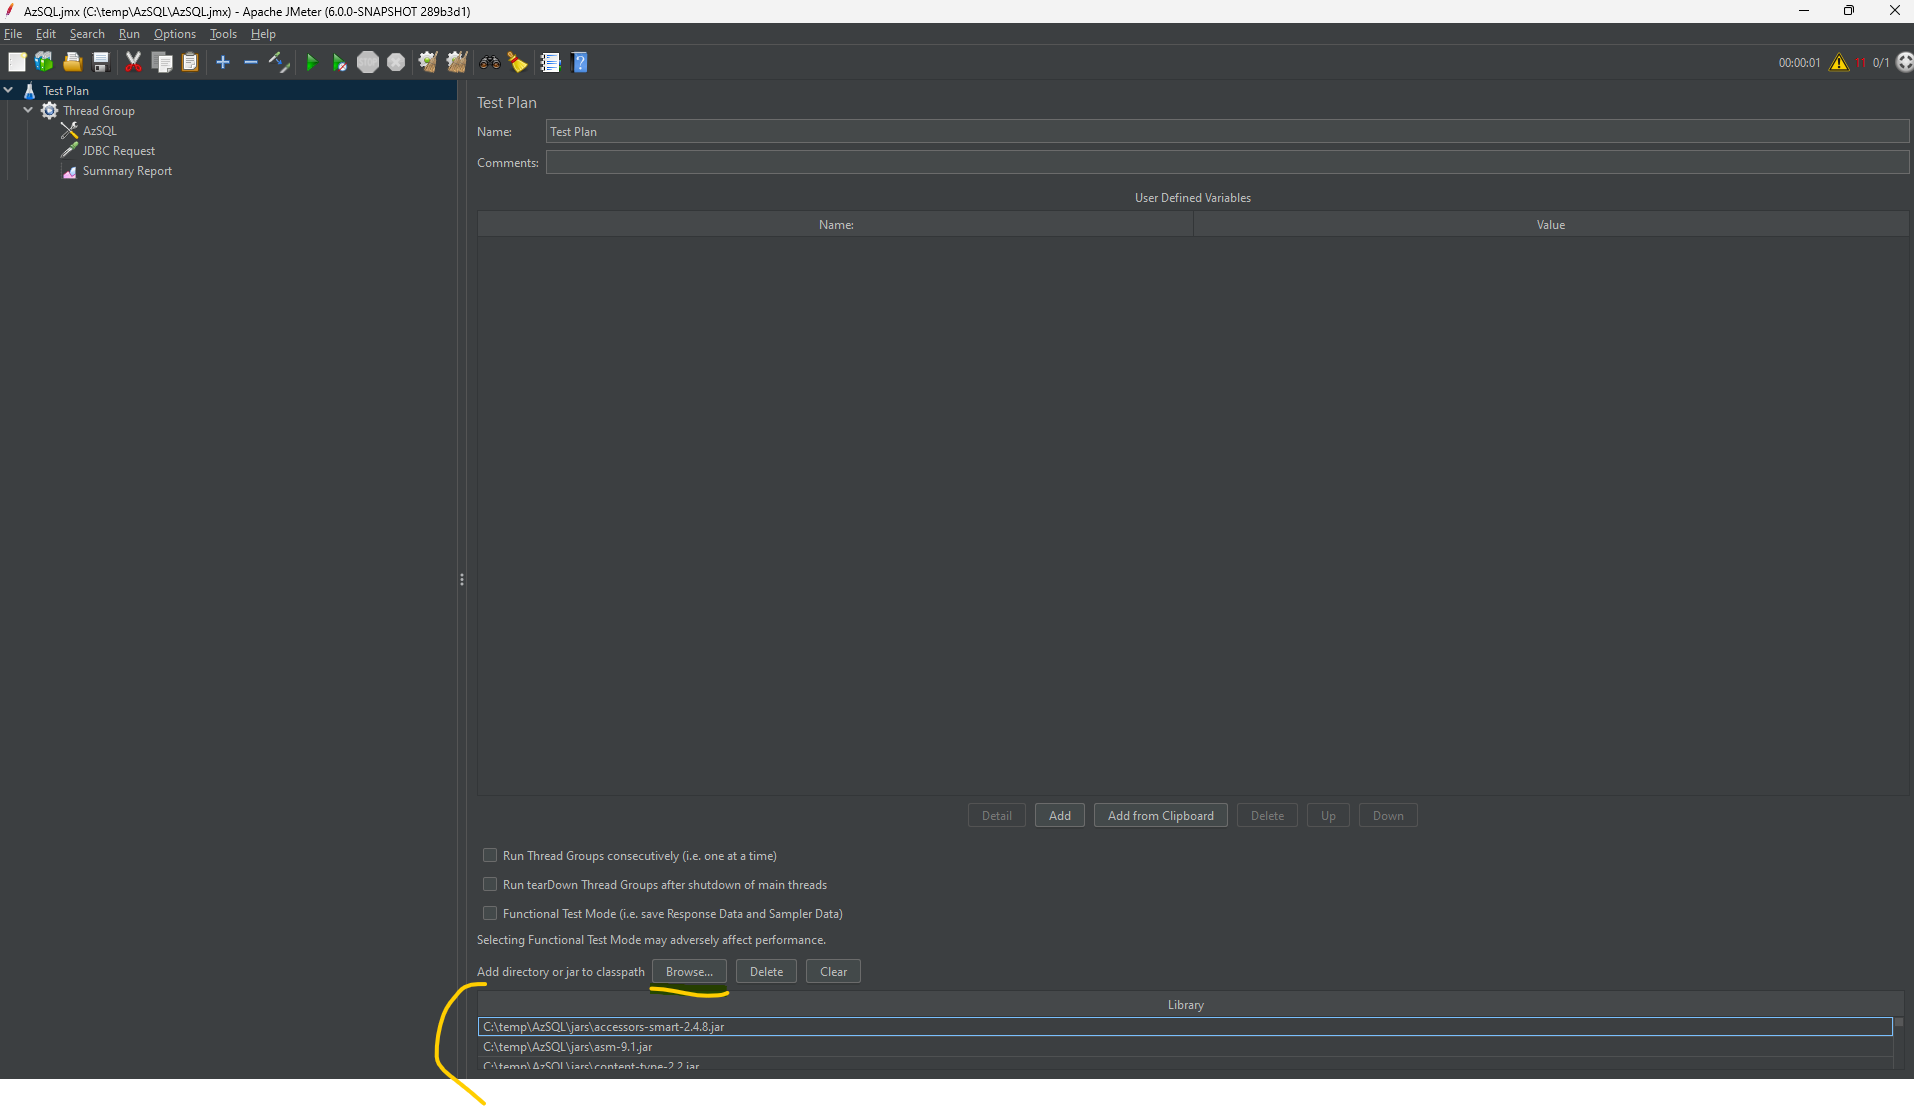 AzSQL.jmx (C:\temp\AzSQL\AzSQL.jmx) - Apache JMeter (6.0.0-SNAPSHOT 289b3d1)
File Edit Search Run Options Tools Help
00:00:01 11 0/1
Test Plan
Thread Group
AzSQL
JDBC Request
Summary Report
Test Plan
Name: Test Plan
Comments:
User Defined Variables
Name: Value
Detail Add Add from Clipboard Delete Up Down
Run Thread Groups consecutively (i.e. one at a time)
Run tearDown Thread Groups after shutdown of main threads
Functional Test Mode (i.e. save Response Data and Sampler Data)
Selecting Functional Test Mode may adversely affect performance.
Add directory or jar to classpath Browse... Delete Clear
Library
C:\temp\AzSQL\jars\accessors-smart-2.4.8.jar
C:\temp\AzSQL\jars\asm-9.1.jar
C:\temp\AzSQL\jars\content-type-2.2.jar